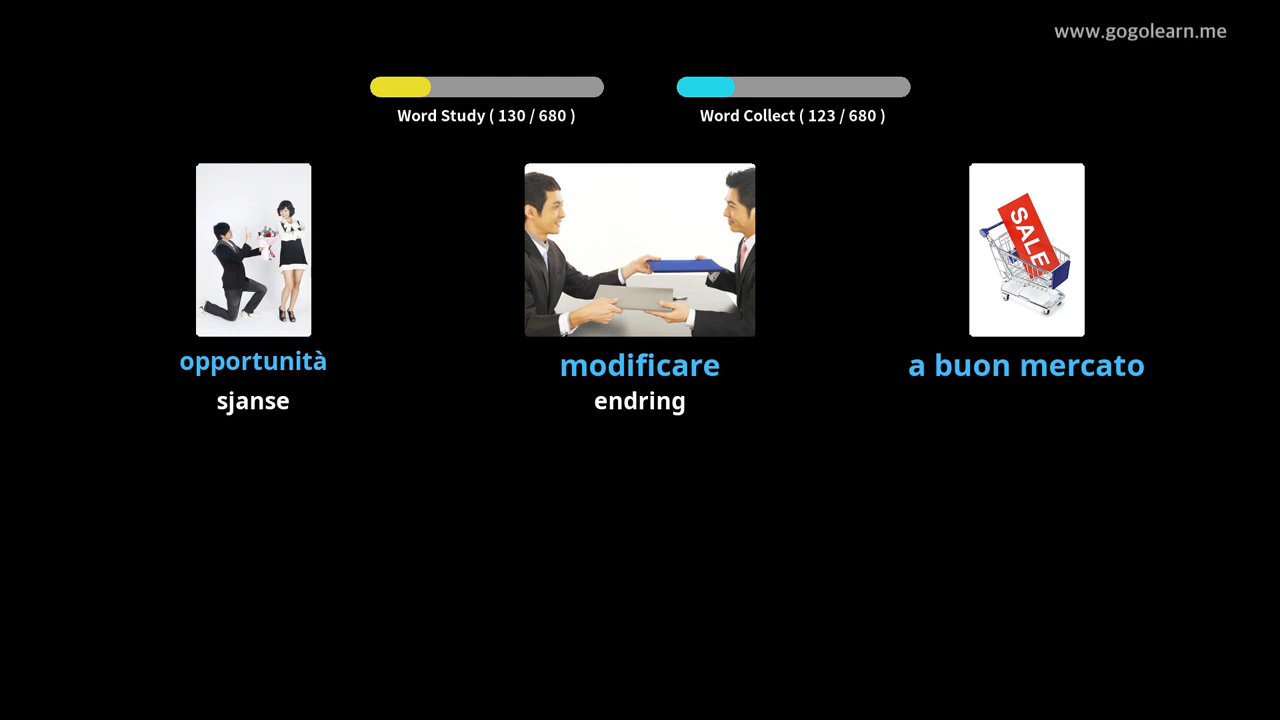 www.gogolearn.me
Word Study ( 130 / 680 )
Word Collect ( 123 / 680 )
SALE
opportunità
modificare
a buon mercato
sjanse
endring